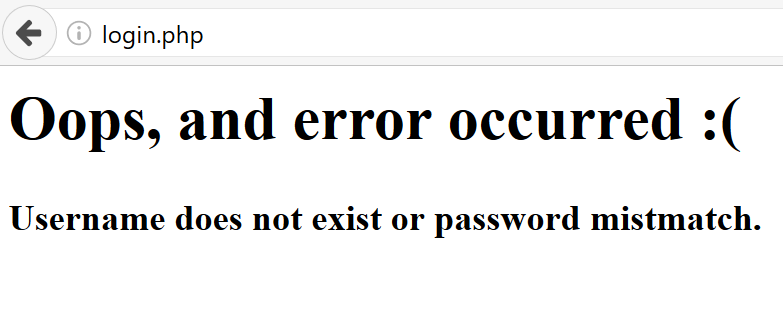 login.php
Oops, and error occurred :(
Username does not exist or password mistmatch.